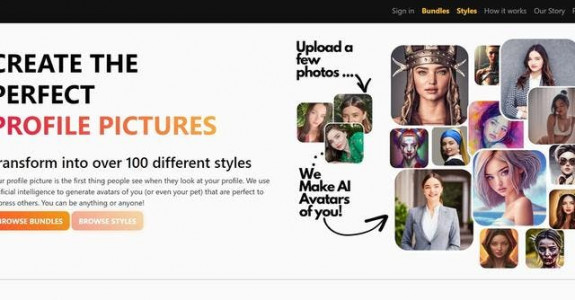 Sign in Bundles Styles How it works Our Story
CREATE THE
PERFECT
PROFILE PICTURES
ransform into over 100 different styles
ur profile picture is the first thing people see when they look at your profile. We use
ificial intelligence to generate avatars of you (or even your pet) that are perfect to
press others. You can be anything or anyone!
BROWSE BUNDLES BROWSE STYLES
Upload a
few
photos ...
We
Make AI
Avatars
of you!